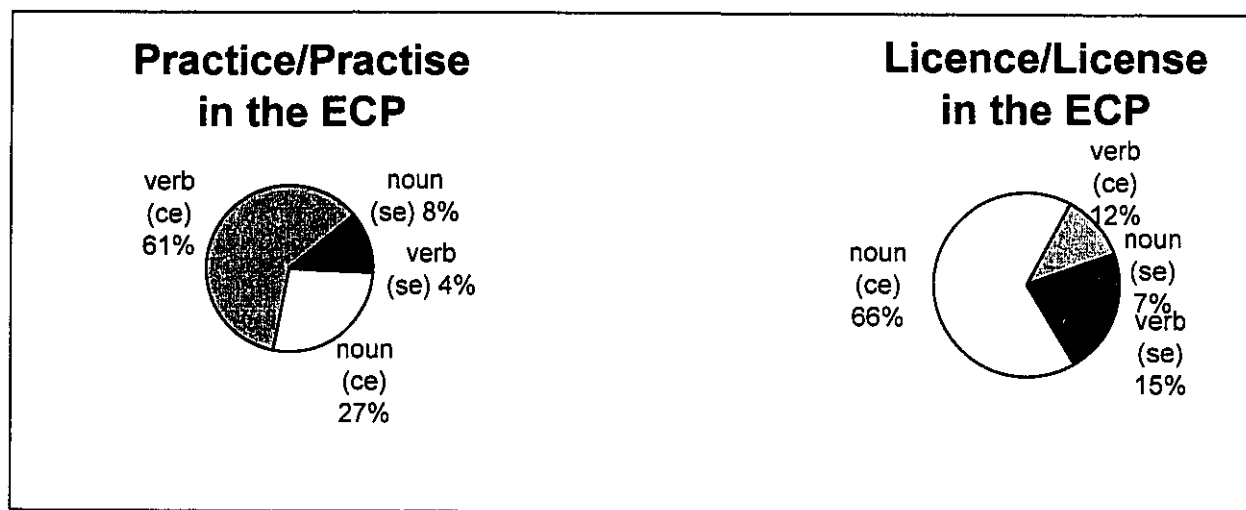 Practice/Practise
in the ECP
verb
(ce)
61%
noun
(se) 8%
verb
(se) 4%
noun
(ce)
27%
Licence/License
in the ECP
verb
(ce)
12%
noun
(se)
7%
verb
(se)
15%
noun
(ce)
66%